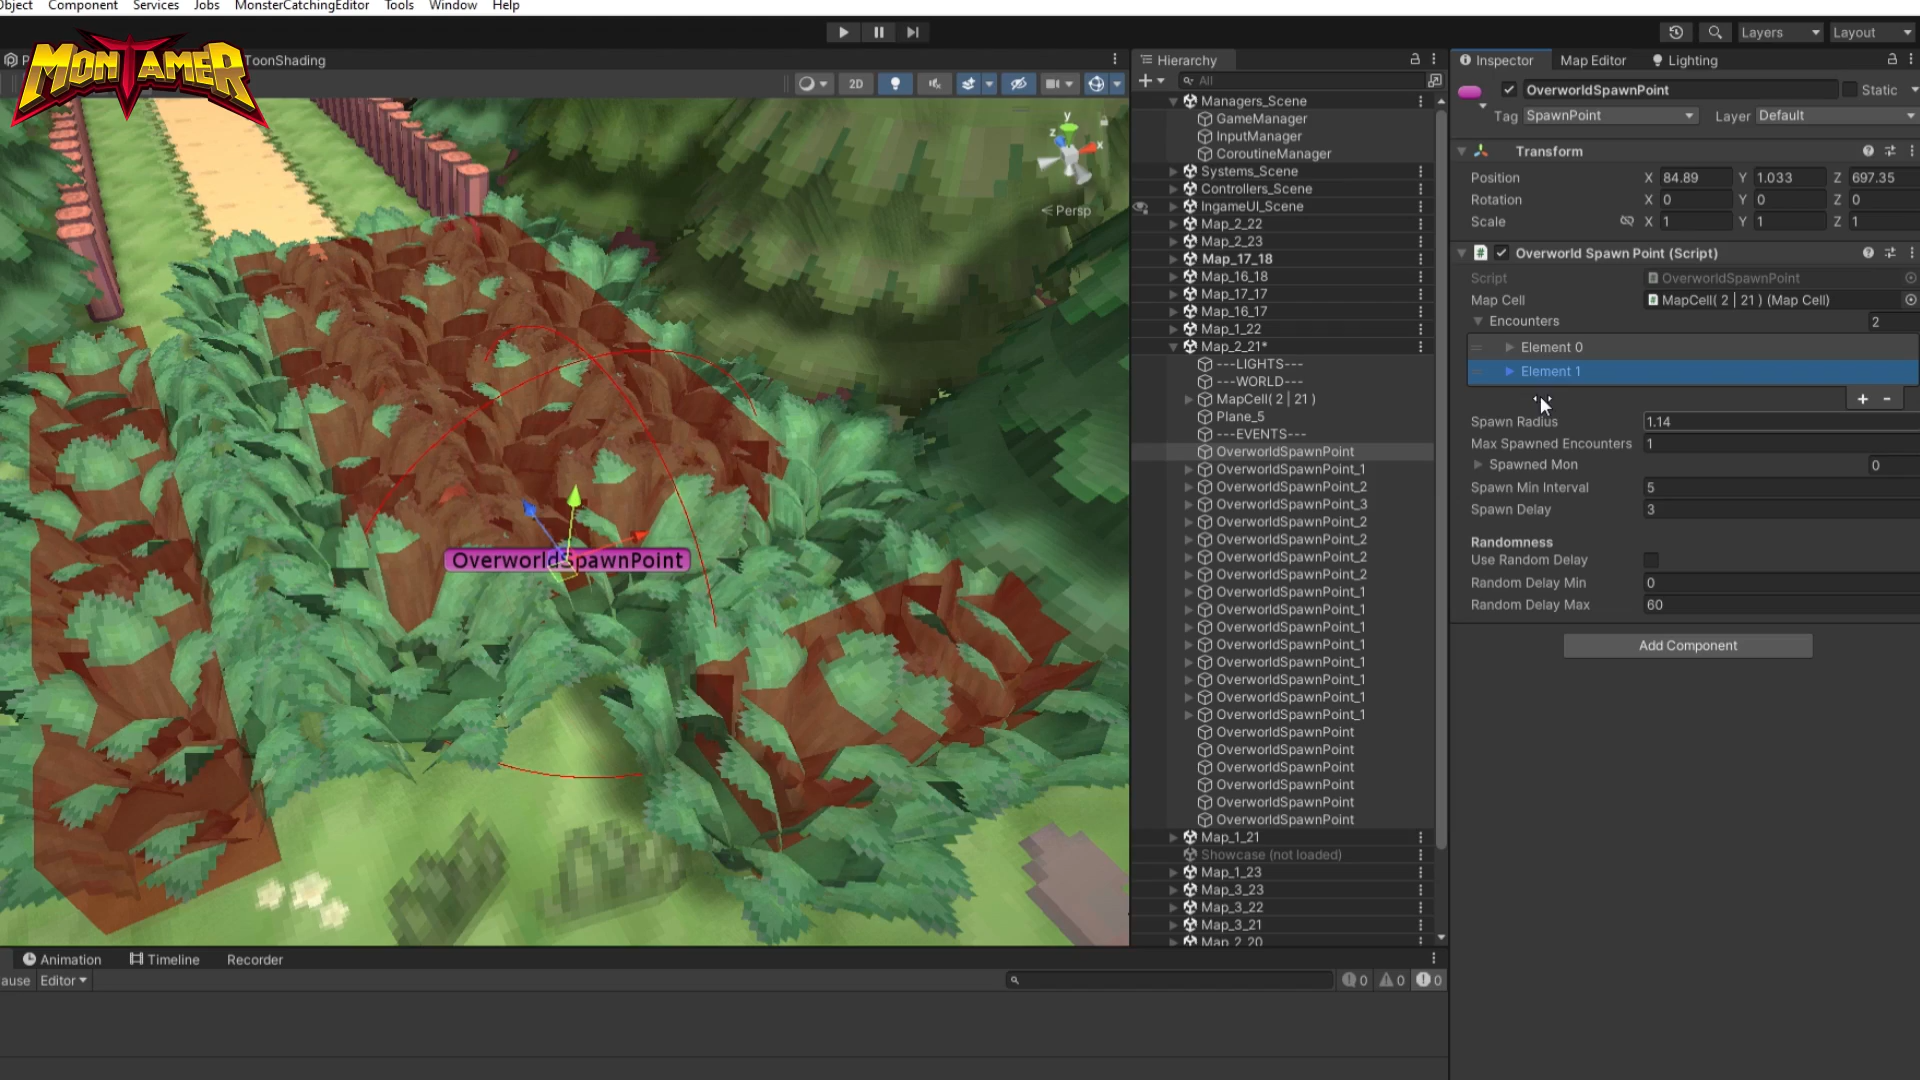 Object Component Services Jobs MonsterCatchingEditor Tools Window Help
Layers Layout
MONTAMER
ToonShading
2D
y
z
x
Persp
OverworldSpawnPoint
Hierarchy
All
Managers_Scene
GameManager
InputManager
CoroutineManager
Systems_Scene
Controllers_Scene
IngameUI_Scene
Map_2_22
Map_2_23
Map_17_18
Map_16_18
Map_17_17
Map_16_17
Map_1_22
Map_2_21*
---LIGHTS---
---WORLD---
MapCell( 2 | 21 )
Plane_5
---EVENTS---
OverworldSpawnPoint
OverworldSpawnPoint_1
OverworldSpawnPoint_2
OverworldSpawnPoint_3
OverworldSpawnPoint_2
OverworldSpawnPoint_2
OverworldSpawnPoint_2
OverworldSpawnPoint_2
OverworldSpawnPoint_1
OverworldSpawnPoint_1
OverworldSpawnPoint_1
OverworldSpawnPoint_1
OverworldSpawnPoint_1
OverworldSpawnPoint_1
OverworldSpawnPoint_1
OverworldSpawnPoint_1
OverworldSpawnPoint
OverworldSpawnPoint
OverworldSpawnPoint
OverworldSpawnPoint
OverworldSpawnPoint
OverworldSpawnPoint
Map_1_21
Showcase (not loaded)
Map_1_23
Map_3_23
Map_3_22
Map_3_21
Map_2_20
Inspector Map Editor Lighting
OverworldSpawnPoint Static
Tag SpawnPoint Layer Default
Transform
Position X 84.89 Y 1.033 Z 697.35
Rotation X 0 Y 0 Z 0
Scale X 1 Y 1 Z 1
# Overworld Spawn Point (Script)
Script OverworldSpawnPoint
Map Cell MapCell( 2 | 21 ) (Map Cell)
Encounters 2
Element 0
Element 1
+ -
Spawn Radius 1.14
Max Spawned Encounters 1
Spawned Mon 0
Spawn Min Interval 5
Spawn Delay 3
Randomness
Use Random Delay
Random Delay Min 0
Random Delay Max 60
Add Component
Animation Timeline Recorder
ause Editor 0 0 0